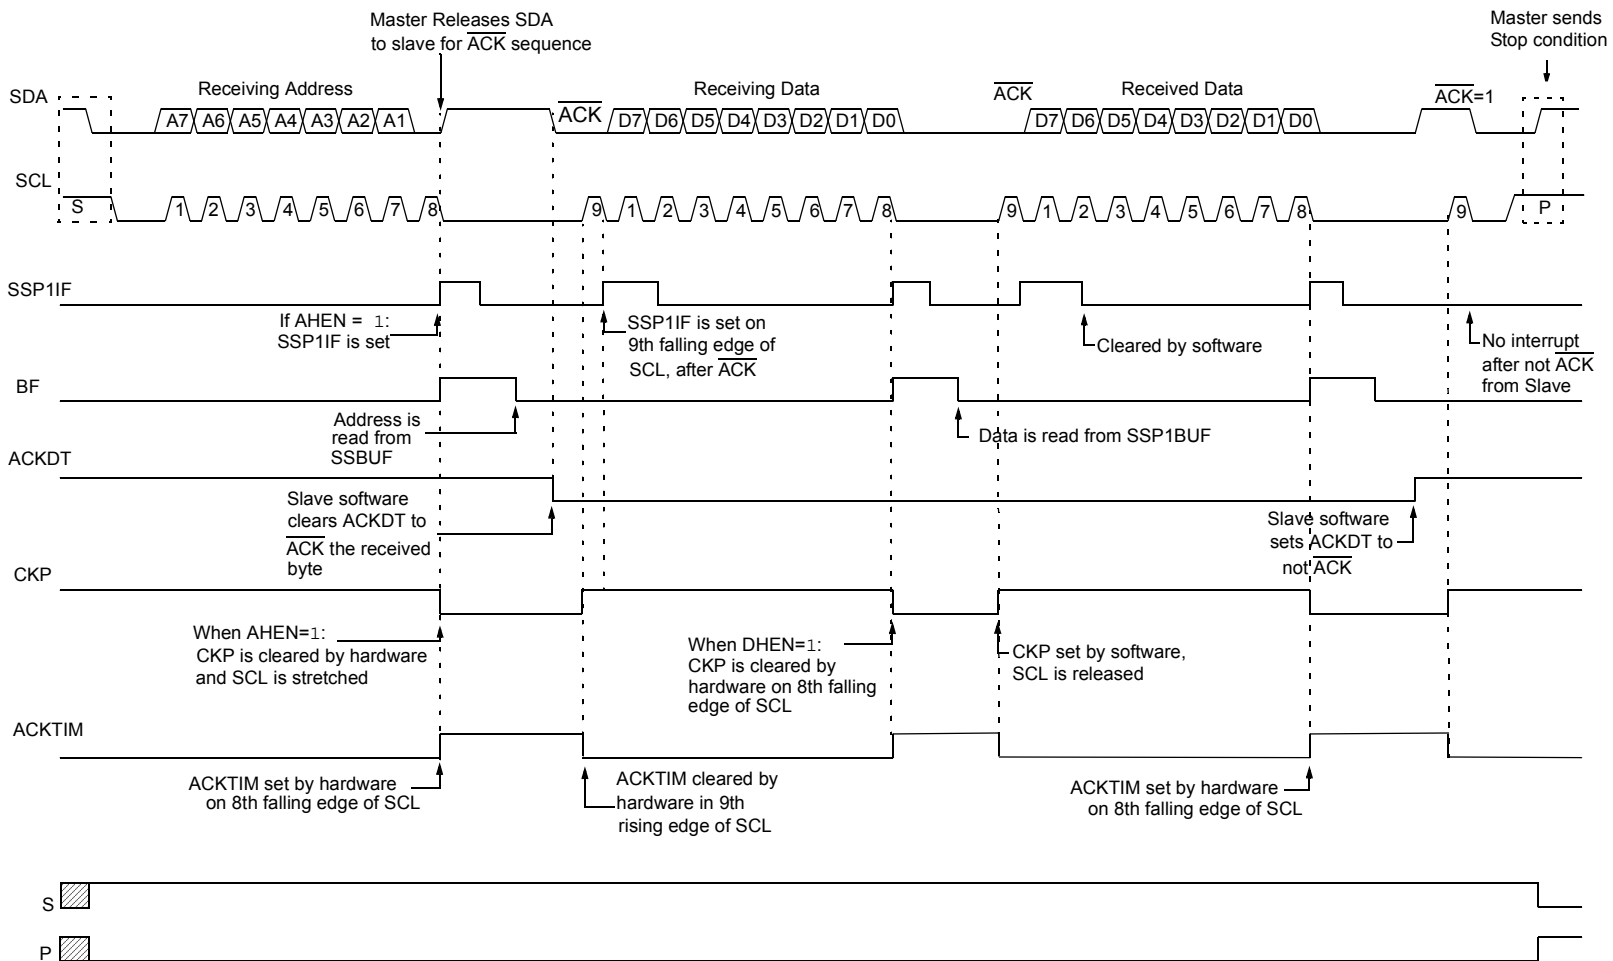 Master Releases SDA
to slave for ACK sequence
Master sends
Stop condition
SDA
Receiving Address
ACK
Receiving Data
ACK
Received Data
ACK=1
A7 A6 A5 A4 A3 A2 A1
D7 D6 D5 D4 D3 D2 D1 D0
D7 D6 D5 D4 D3 D2 D1 D0
SCL
S
1 2 3 4 5 6 7 8
9 1 2 3 4 5 6 7 8
9 1 2 3 4 5 6 7 8
9
P
SSP1IF
If AHEN = 1:
SSP1IF is set
SSP1IF is set on
9th falling edge of
SCL, after ACK
Cleared by software
No interrupt
after not ACK
from Slave
BF
Address is
read from
SSBUF
Data is read from SSP1BUF
ACKDT
Slave software
clears ACKDT to
ACK the received
byte
Slave software
sets ACKDT to
not ACK
CKP
When AHEN=1:
CKP is cleared by hardware
and SCL is stretched
When DHEN=1:
CKP is cleared by
hardware on 8th falling
edge of SCL
CKP set by software,
SCL is released
ACKTIM
ACKTIM set by hardware
on 8th falling edge of SCL
ACKTIM cleared by
hardware in 9th
rising edge of SCL
ACKTIM set by hardware
on 8th falling edge of SCL
S
P